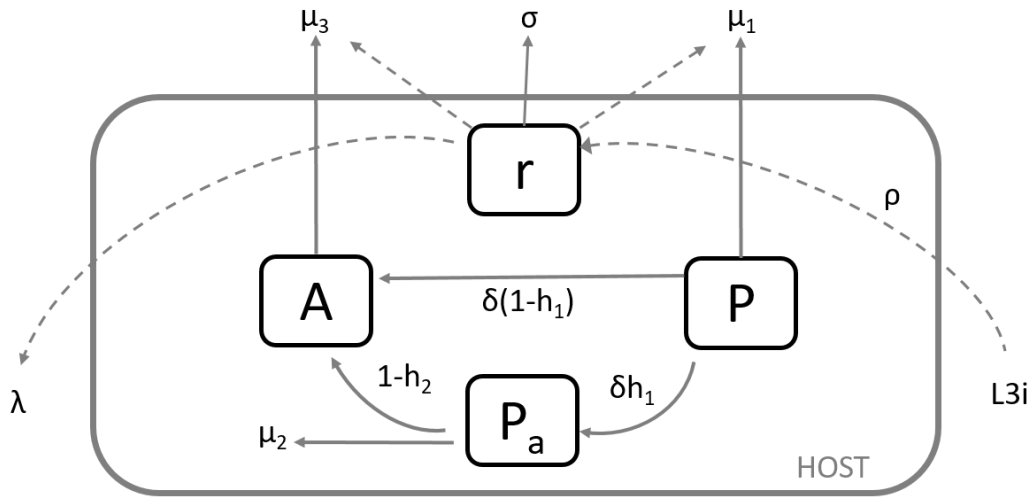 μ₃
σ
μ₁
r
ρ
A
δ(1-h₁)
P
1-h₂
δh₁
λ
L3i
Pₐ
μ₂
HOST